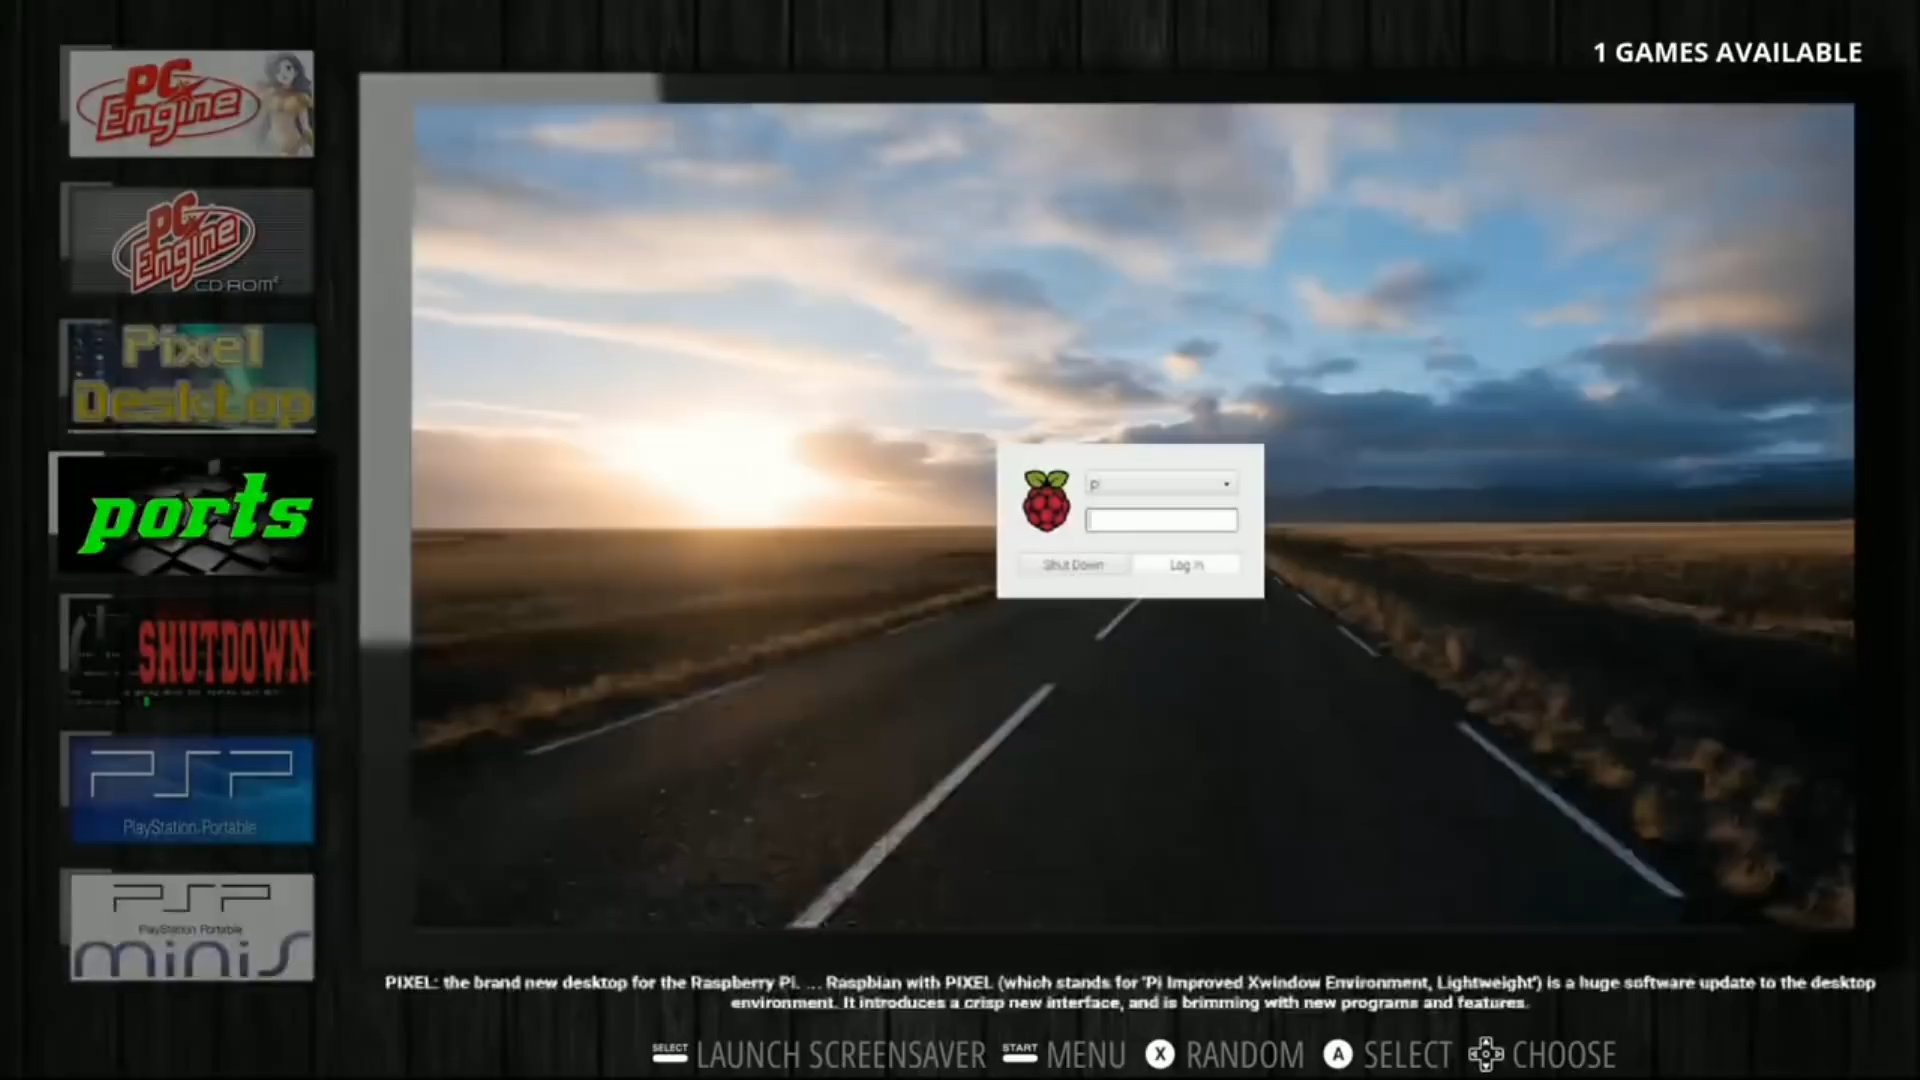 1 GAMES AVAILABLE
PC
Engine
PC
Engine
CD-ROM²
Pixel
Desktop
ports
SHUTDOWN
PSP
PlayStation Portable
PSP
PlayStation Portable
minis
pi
Shut Down
Log In
PIXEL: the brand new desktop for the Raspberry Pi. ... Raspbian with PIXEL (which stands for 'Pi Improved Xwindow Environment, Lightweight') is a huge software update to the desktop
environment. It introduces a crisp new interface, and is brimming with new programs and features.
SELECT LAUNCH SCREENSAVER START MENU X RANDOM A SELECT CHOOSE